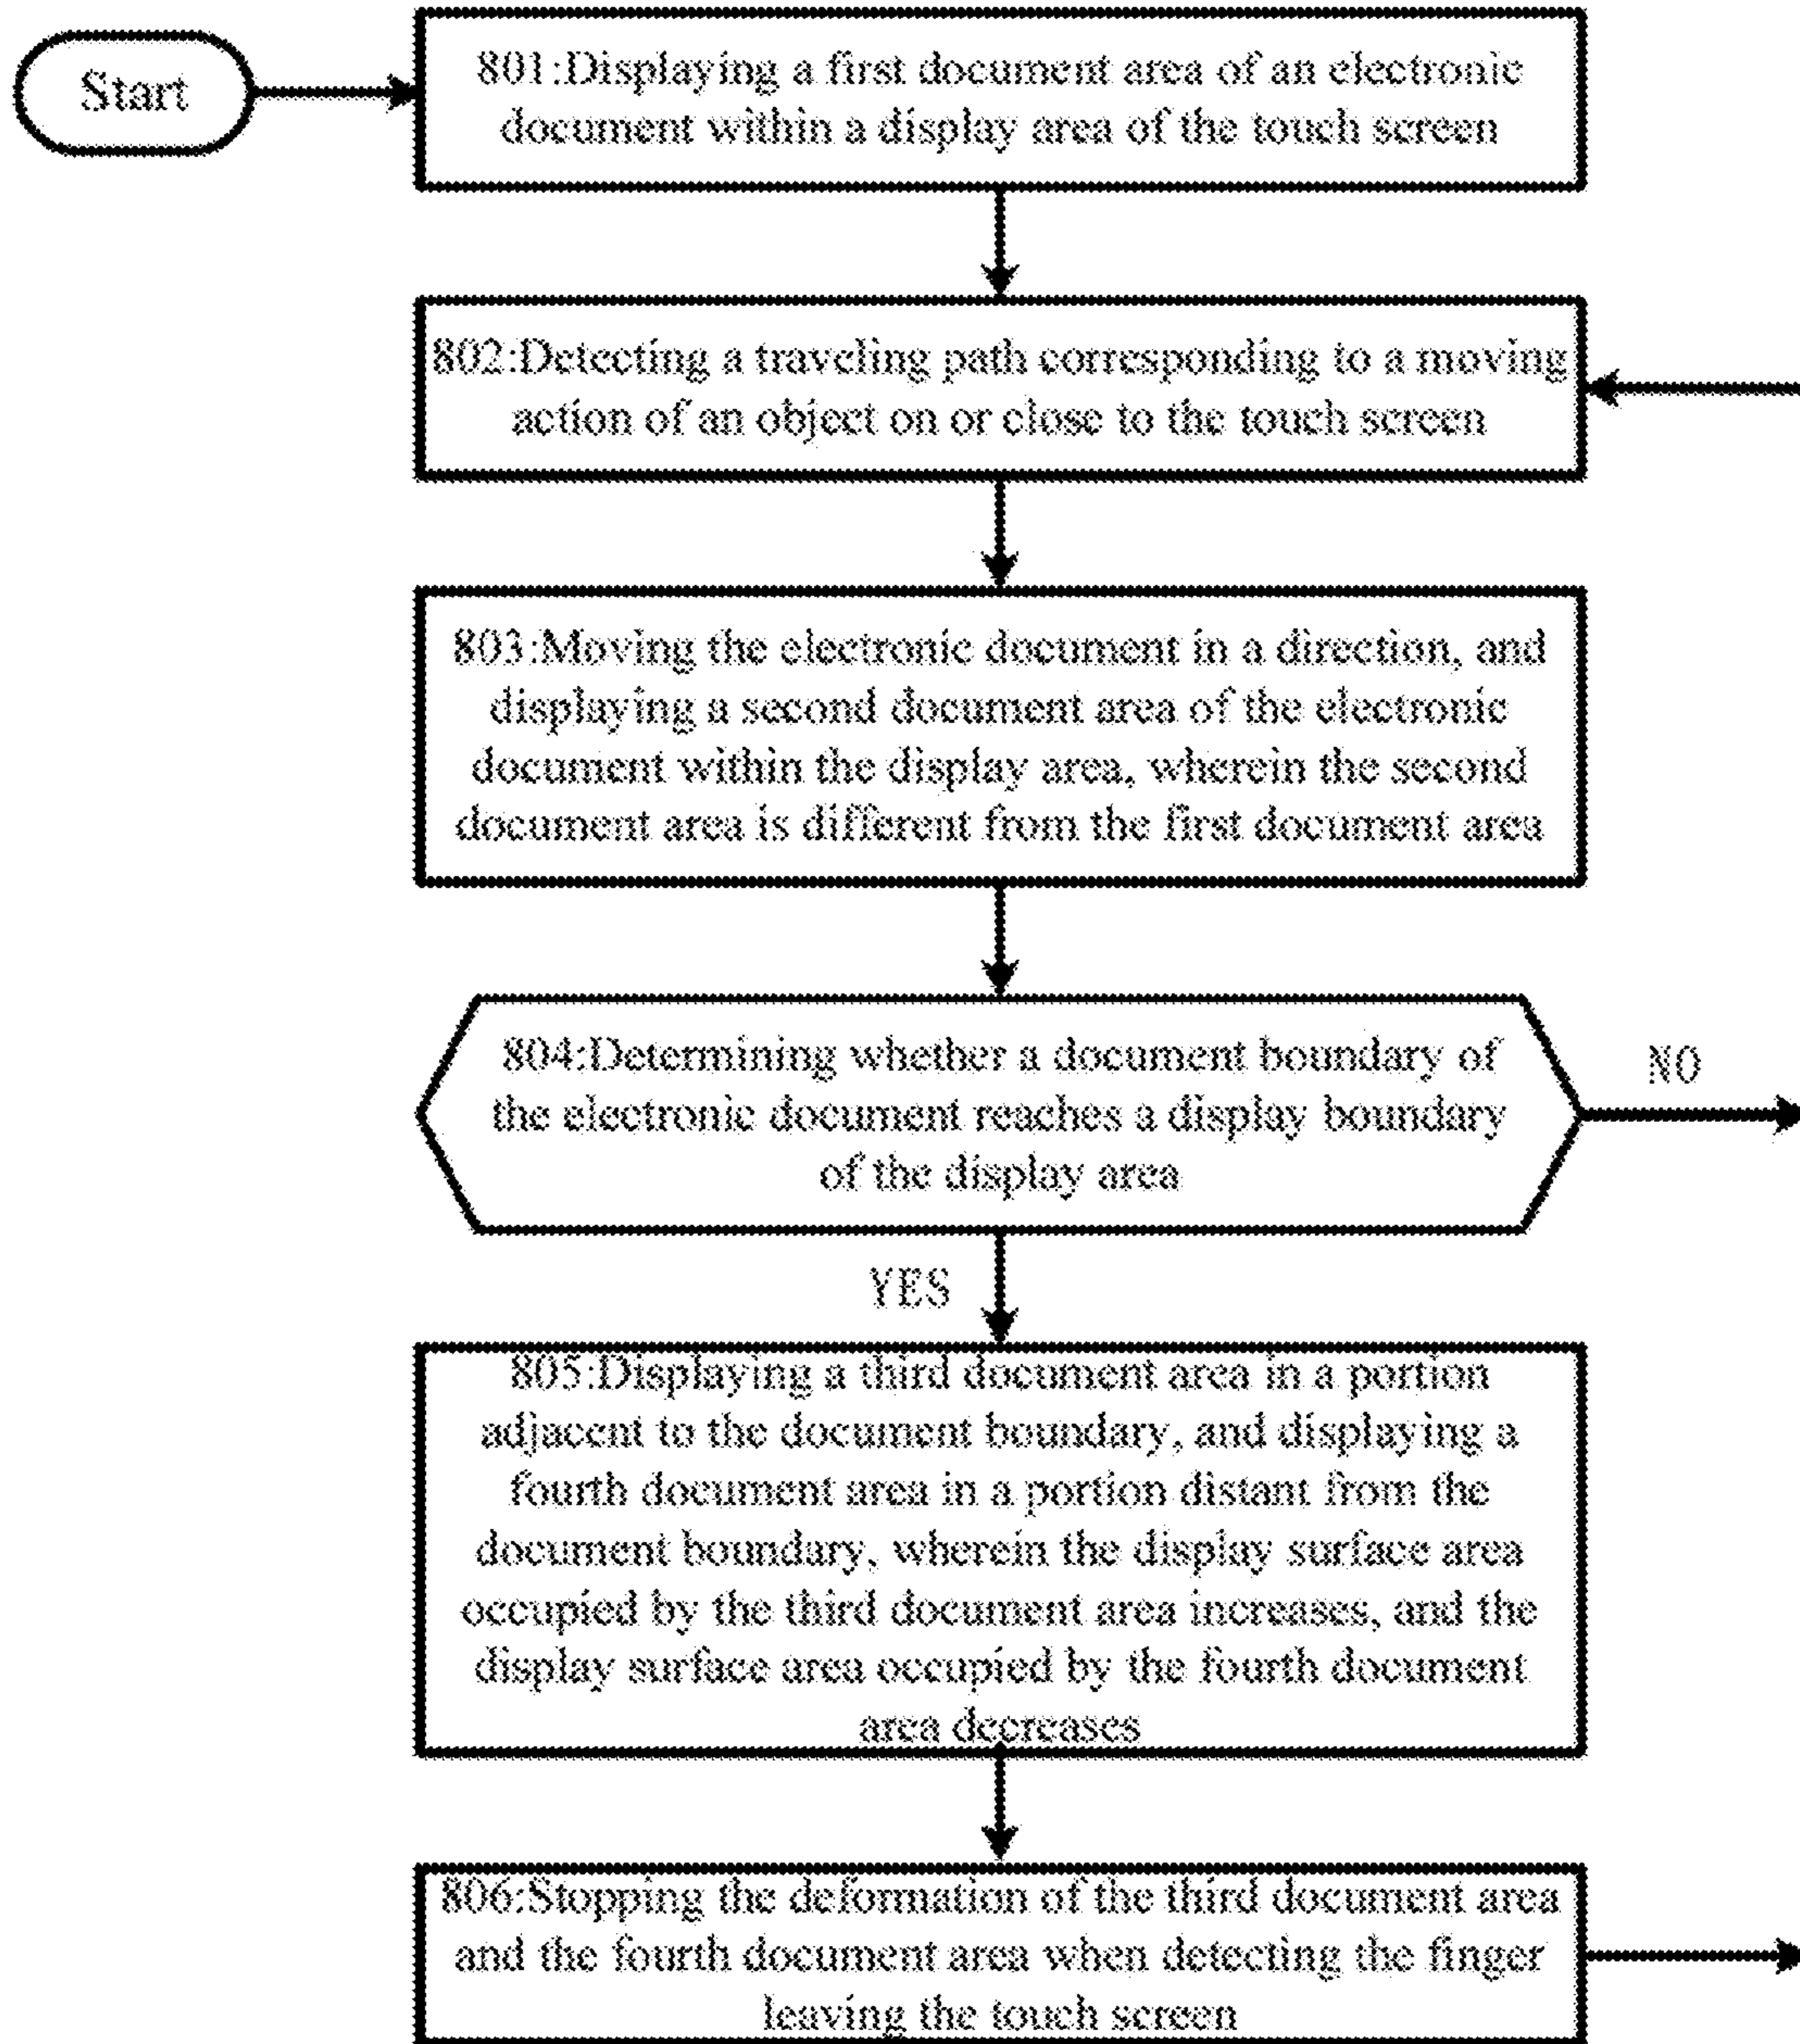 Start
801:Displaying a first document area of an electronic
document within a display area of the touch screen
802:Detecting a traveling path corresponding to a moving
action of an object on or close to the touch screen
803:Moving the electronic document in a direction, and
displaying a second document area of the electronic
document within the display area, wherein the second
document area is different from the first document area
804:Determining whether a document boundary of
the electronic document reaches a display boundary
of the display area
NO
YES
805:Displaying a third document area in a portion
adjacent to the document boundary, and displaying a
fourth document area in a portion distant from the
document boundary, wherein the display surface area
occupied by the third document area increases, and the
display surface area occupied by the fourth document
area decreases
806:Stopping the deformation of the third document area
and the fourth document area when detecting the finger
leaving the touch screen